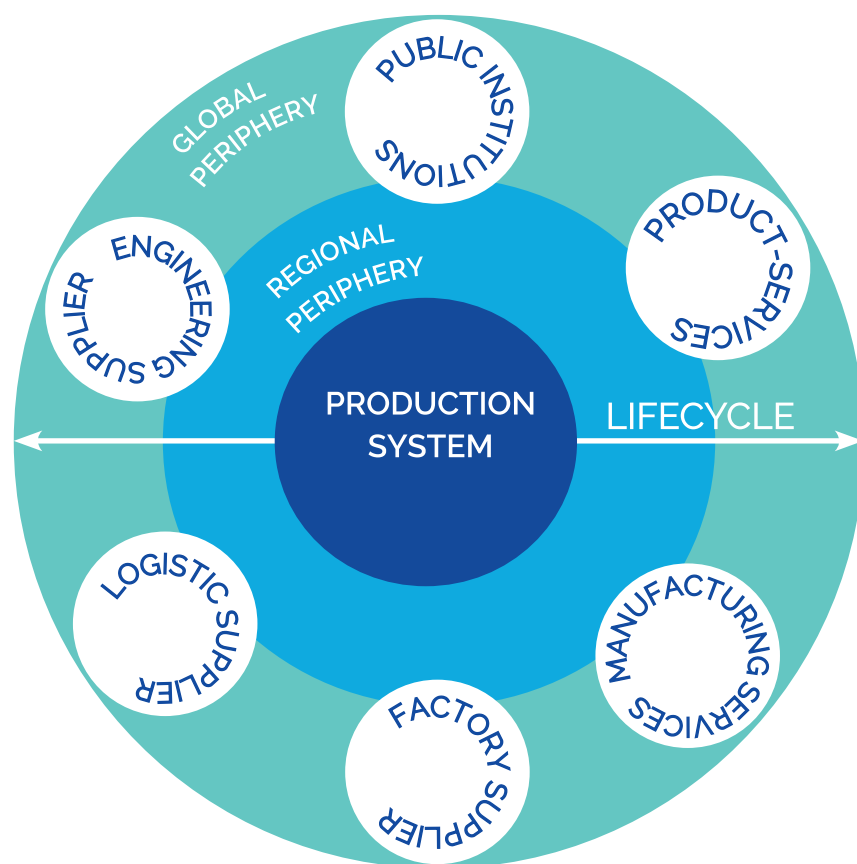 PUBLIC INSTITUTIONS
GLOBAL
PERIPHERY
PRODUCT-SERVICES
ENGINEERING SUPPLIER
REGIONAL
PERIPHERY
PRODUCTION
SYSTEM
LIFECYCLE
LOGISTIC SUPPLIER
MANUFACTURING SERVICES
FACTORY SUPPLIER